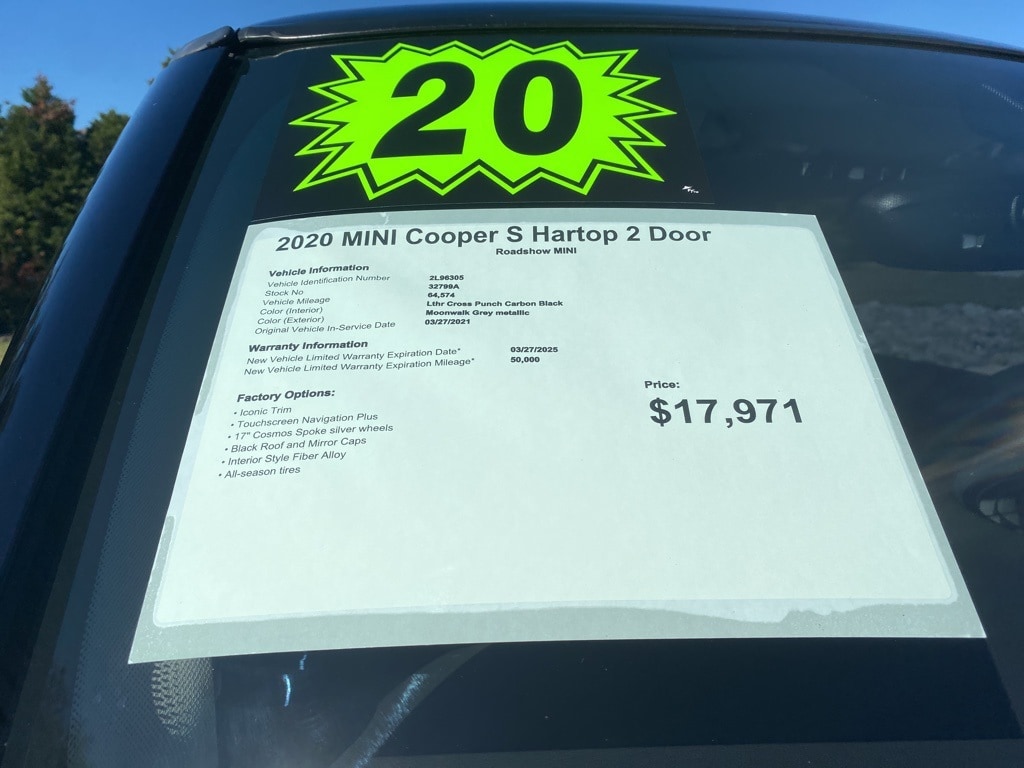 20
2020 MINI Cooper S Hartop 2 Door
Roadshow MINI
Vehicle Information
Vehicle Identification Number 2L96305
Stock No 32799A
Vehicle Mileage 64,574
Color (Interior) Lthr Cross Punch Carbon Black
Color (Exterior) Moonwalk Grey metallic
Original Vehicle In-Service Date 03/27/2021
Warranty Information
New Vehicle Limited Warranty Expiration Date* 03/27/2025
New Vehicle Limited Warranty Expiration Mileage* 50,000
Factory Options:
• Iconic Trim
• Touchscreen Navigation Plus
• 17" Cosmos Spoke silver wheels
• Black Roof and Mirror Caps
• Interior Style Fiber Alloy
• All-season tires
Price:
$17,971